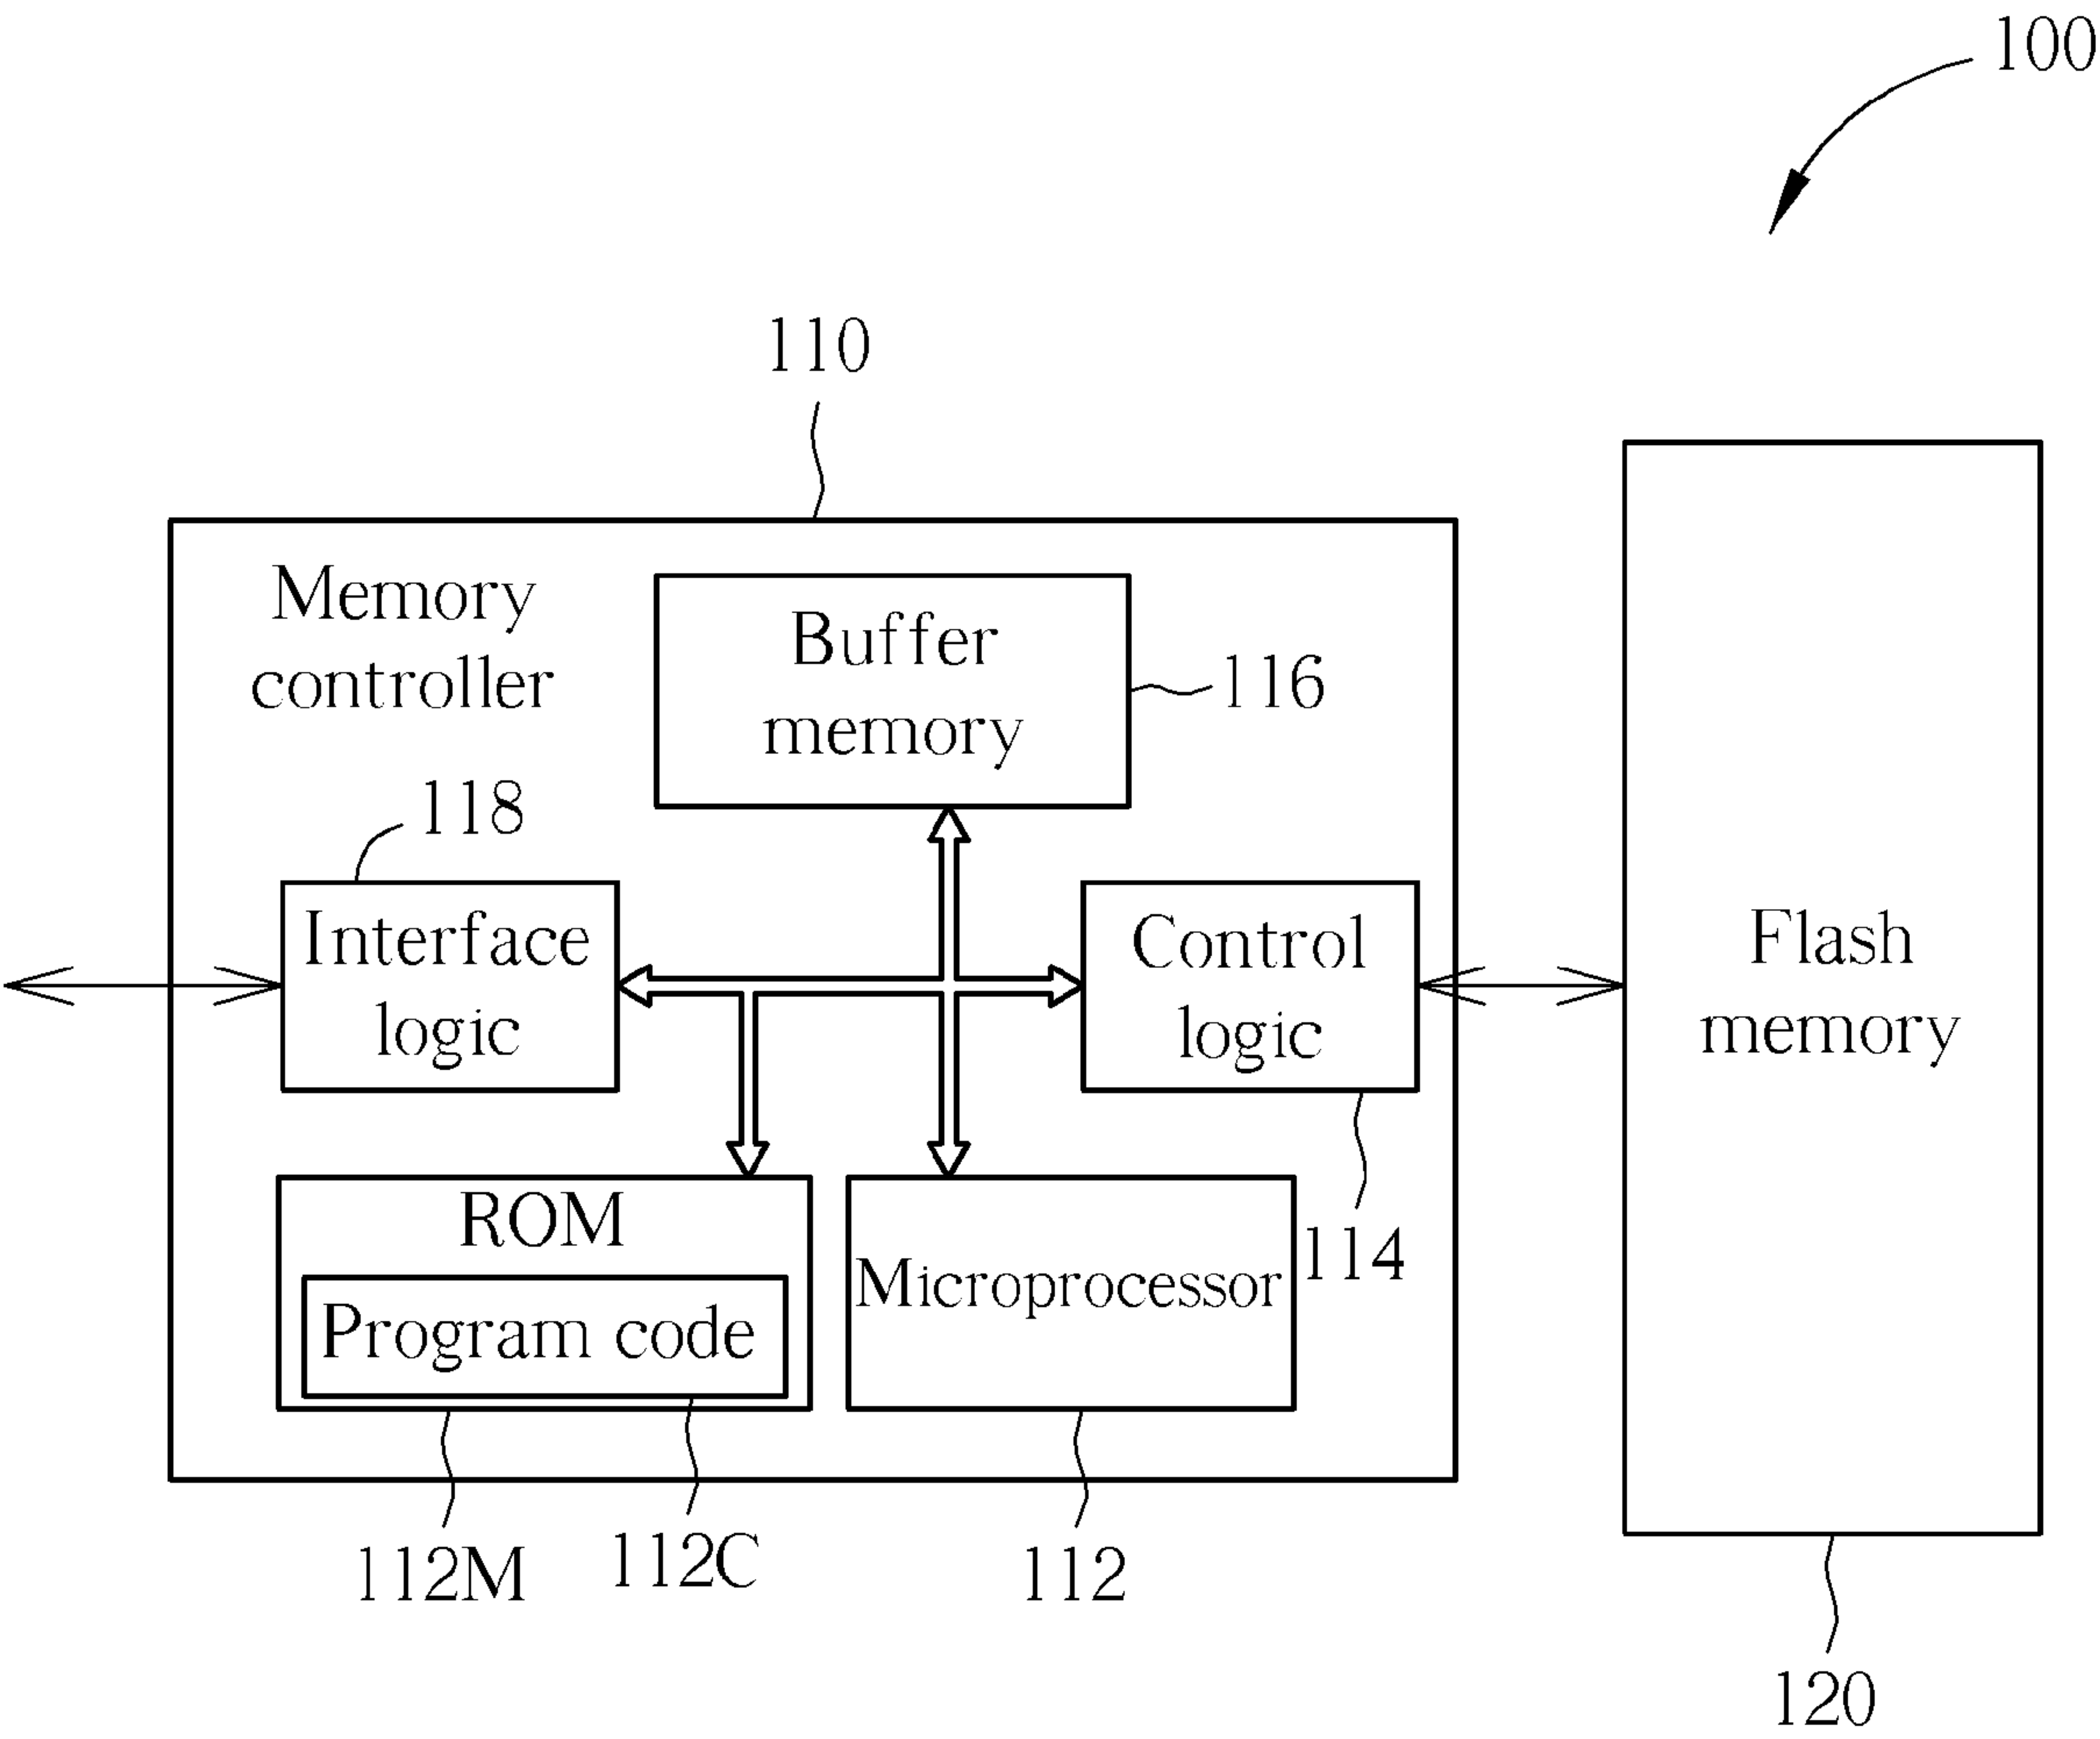 100
110
Memory
controller
Buffer
memory
116
118
Interface
logic
Control
logic
Flash
memory
ROM
Program code
Microprocessor
114
112M
112C
112
120